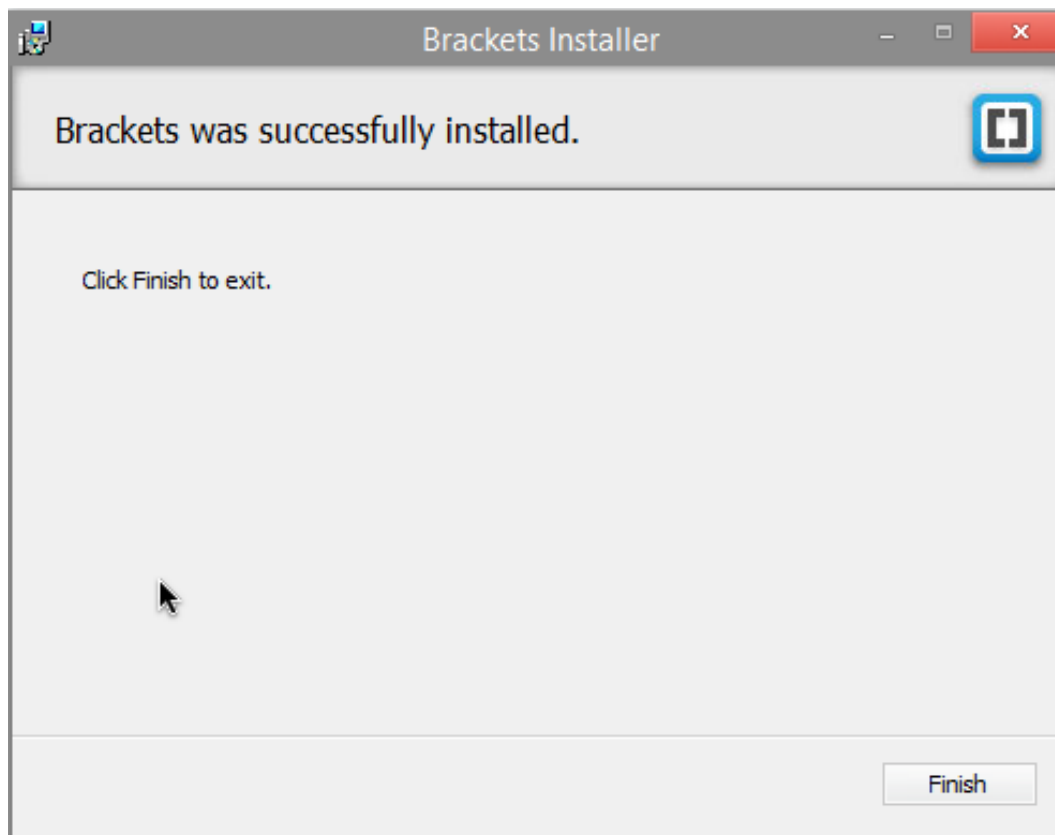 Brackets Installer
Brackets was successfully installed.
Click Finish to exit.
Finish